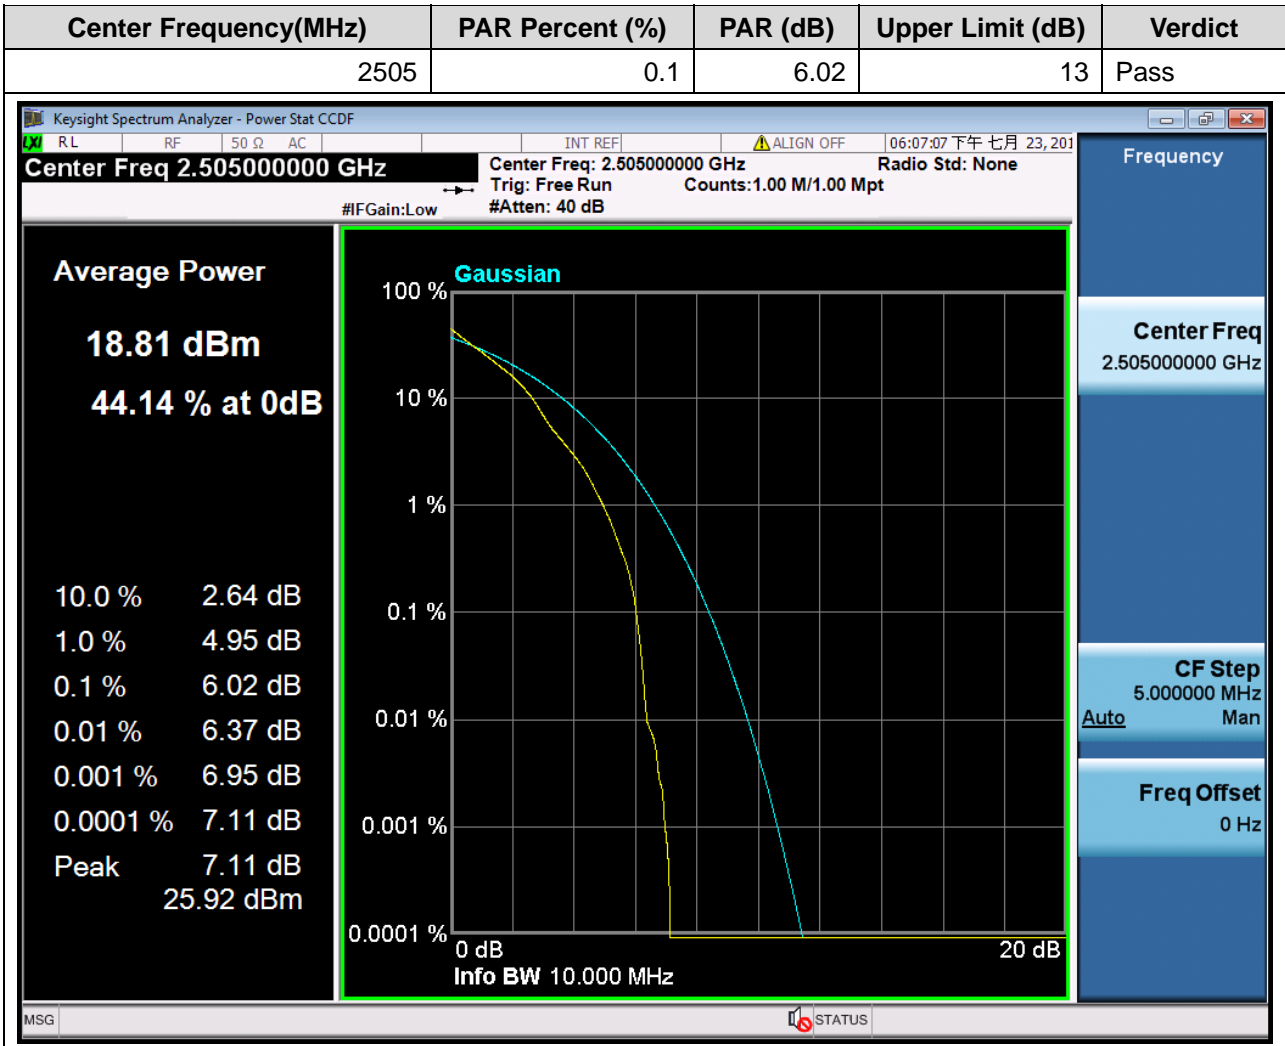 Center Frequency(MHz) PAR Percent (%) PAR (dB) Upper Limit (dB) Verdict
2505 0.1 6.02 13 Pass
Keysight Spectrum Analyzer - Power Stat CCDF
LXI RL RF 50 Ω AC INT REF ALIGN OFF 06:07:07 下午 七月 23, 201
Center Freq 2.505000000 GHz
Center Freq: 2.505000000 GHz Radio Std: None
Trig: Free Run Counts:1.00 M/1.00 Mpt
#IFGain:Low #Atten: 40 dB
Average Power
18.81 dBm
44.14 % at 0dB
10.0 % 2.64 dB
1.0 % 4.95 dB
0.1 % 6.02 dB
0.01 % 6.37 dB
0.001 % 6.95 dB
0.0001 % 7.11 dB
Peak 7.11 dB
25.92 dBm
Gaussian
100 %
10 %
1 %
0.1 %
0.01 %
0.001 %
0.0001 %
0 dB 20 dB
Info BW 10.000 MHz
Frequency
Center Freq
2.505000000 GHz
CF Step
5.000000 MHz
Auto Man
Freq Offset
0 Hz
MSG STATUS